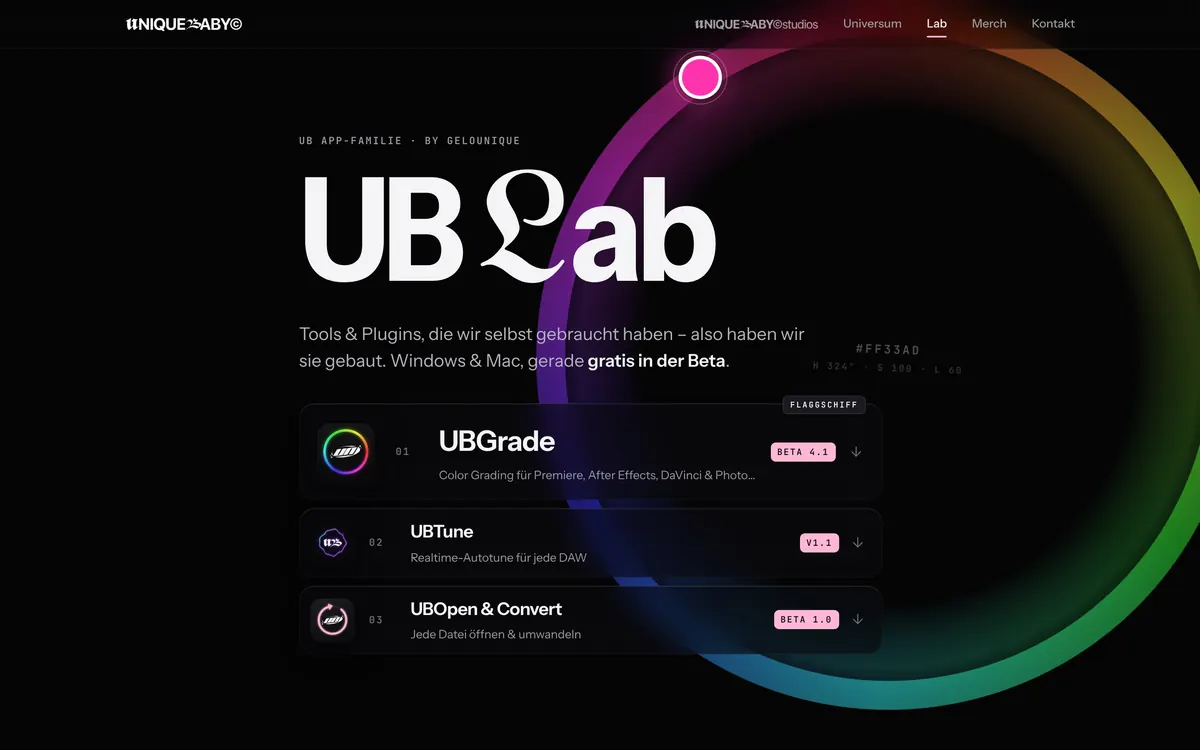 UNIQUEBABY©
UNIQUEBABY©studios
Universum
Lab
Merch
Kontakt
UB APP-FAMILIE · BY GELOUNIQUE
UB Lab
Tools & Plugins, die wir selbst gebraucht haben – also haben wir
sie gebaut. Windows & Mac, gerade gratis in der Beta.
#FF33AD
H 324° · S 100 · L 60
FLAGGSCHIFF
01
UBGrade
Color Grading für Premiere, After Effects, DaVinci & Photo...
BETA 4.1
02
UBTune
Realtime-Autotune für jede DAW
V1.1
03
UBOpen & Convert
Jede Datei öffnen & umwandeln
BETA 1.0